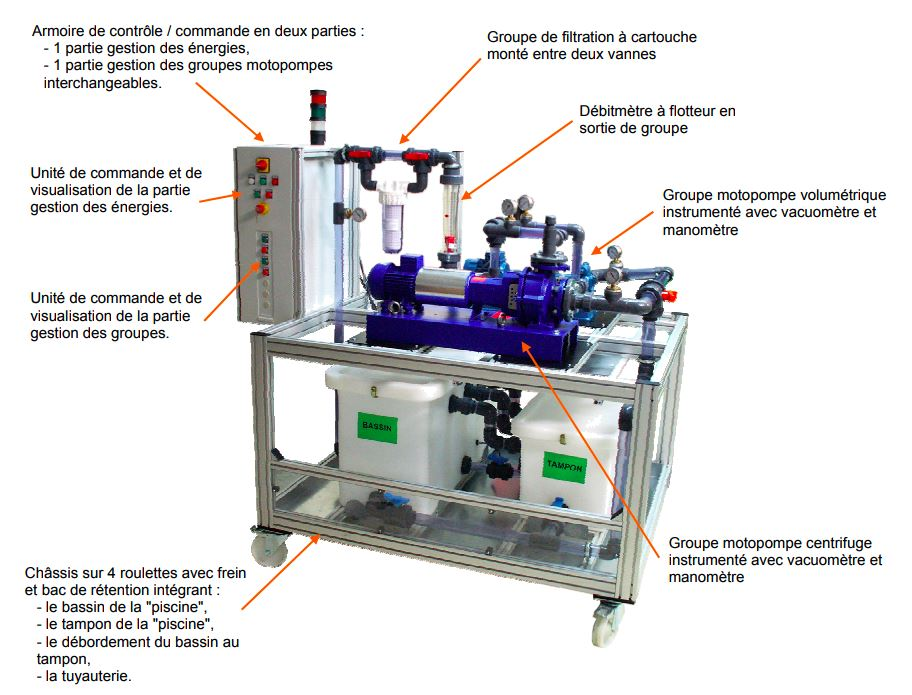 Armoire de contrôle / commande en deux parties :
- 1 partie gestion des énergies,
- 1 partie gestion des groupes motopompes
interchangeables.
Groupe de filtration à cartouche
monté entre deux vannes
Débitmètre à flotteur en
sortie de groupe
Unité de commande et de
visualisation de la partie
gestion des énergies.
Groupe motopompe volumétrique
instrumenté avec vacuomètre et
manomètre
Unité de commande et de
visualisation de la partie
gestion des groupes.
BASSIN
TAMPON
Groupe motopompe centrifuge
instrumenté avec vacuomètre et
manomètre
Châssis sur 4 roulettes avec frein
et bac de rétention intégrant :
- le bassin de la "piscine",
- le tampon de la "piscine",
- le débordement du bassin au
tampon,
- la tuyauterie.